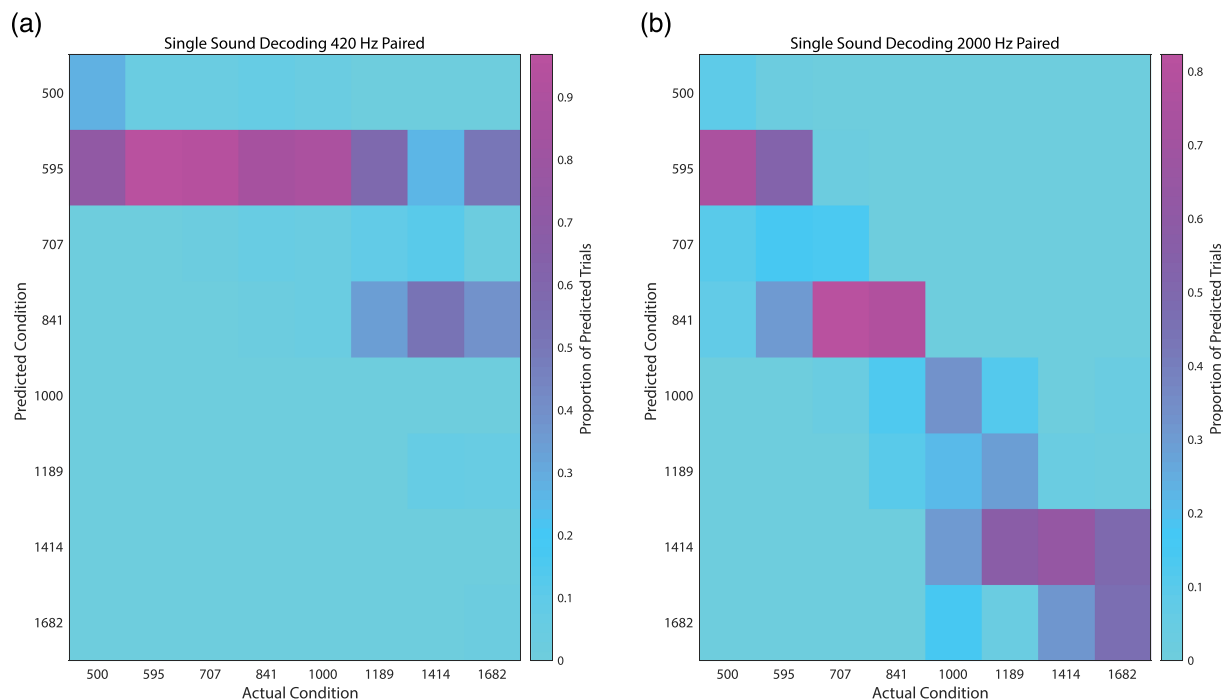 (a)
Single Sound Decoding 420 Hz Paired
Predicted Condition
500
595
707
841
1000
1189
1414
1682
500 595 707 841 1000 1189 1414 1682
Actual Condition
0.9
0.8
0.7
0.6
0.5
0.4
0.3
0.2
0.1
0
Proportion of Predicted Trials
(b)
Single Sound Decoding 2000 Hz Paired
Predicted Condition
500
595
707
841
1000
1189
1414
1682
500 595 707 841 1000 1189 1414 1682
Actual Condition
0.8
0.7
0.6
0.5
0.4
0.3
0.2
0.1
0
Proportion of Predicted Trials